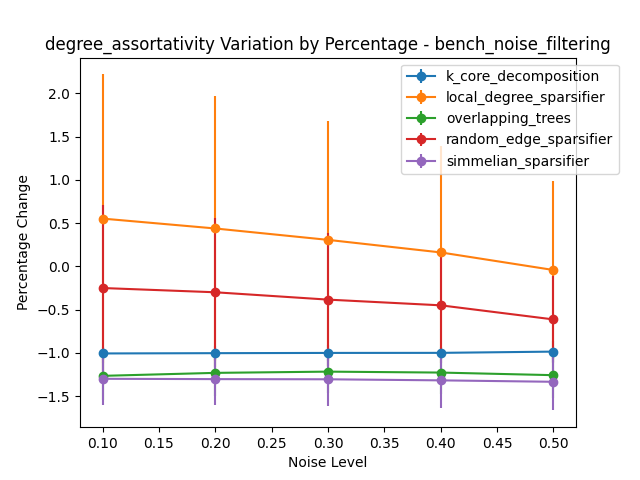 degree_assortativity Variation by Percentage - bench_noise_filtering
k_core_decomposition
local_degree_sparsifier
overlapping_trees
random_edge_sparsifier
simmelian_sparsifier
Percentage Change
2.0
1.5
1.0
0.5
0.0
−0.5
−1.0
−1.5
0.10 0.15 0.20 0.25 0.30 0.35 0.40 0.45 0.50
Noise Level